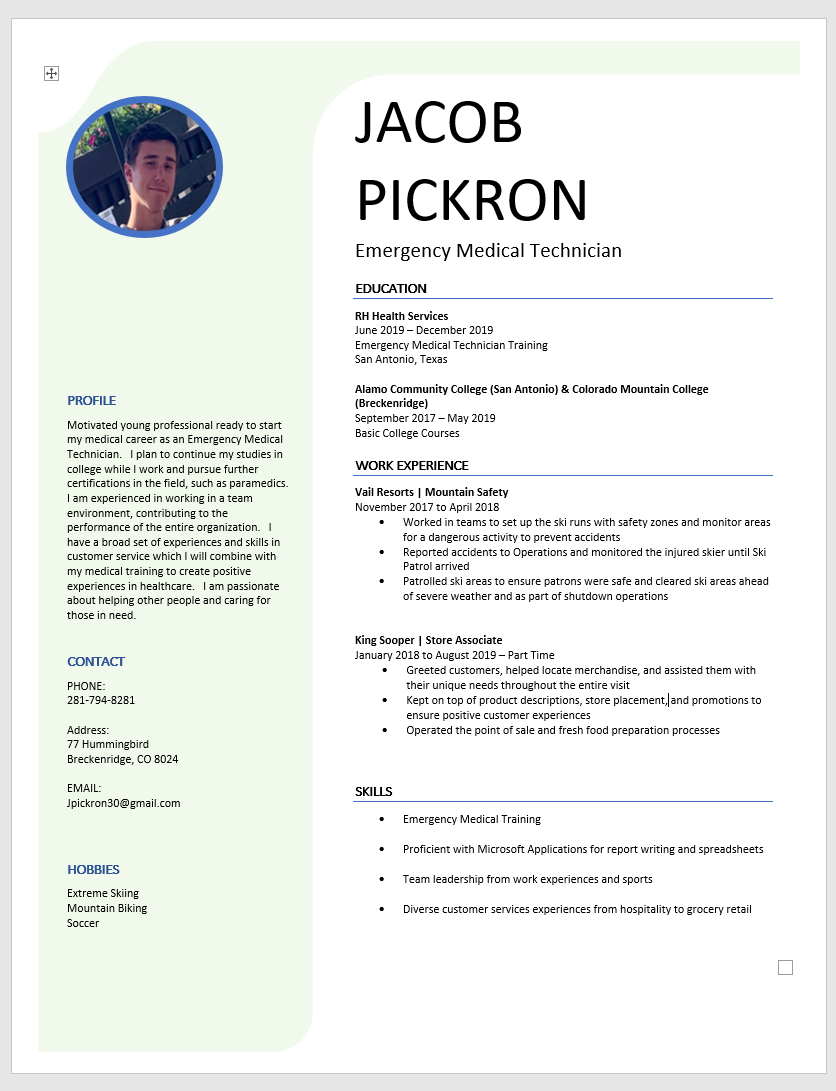 JACOB
PICKRON
Emergency Medical Technician
EDUCATION
RH Health Services
June 2019 – December 2019
Emergency Medical Technician Training
San Antonio, Texas
Alamo Community College (San Antonio) & Colorado Mountain College
(Breckenridge)
September 2017 – May 2019
Basic College Courses
WORK EXPERIENCE
Vail Resorts | Mountain Safety
November 2017 to April 2018
• Worked in teams to set up the ski runs with safety zones and monitor areas
for a dangerous activity to prevent accidents
• Reported accidents to Operations and monitored the injured skier until Ski
Patrol arrived
• Patrolled ski areas to ensure patrons were safe and cleared ski areas ahead
of severe weather and as part of shutdown operations
King Sooper | Store Associate
January 2018 to August 2019 – Part Time
• Greeted customers, helped locate merchandise, and assisted them with
their unique needs throughout the entire visit
• Kept on top of product descriptions, store placement, and promotions to
ensure positive customer experiences
• Operated the point of sale and fresh food preparation processes
SKILLS
• Emergency Medical Training
• Proficient with Microsoft Applications for report writing and spreadsheets
• Team leadership from work experiences and sports
• Diverse customer services experiences from hospitality to grocery retail
PROFILE
Motivated young professional ready to start
my medical career as an Emergency Medical
Technician. I plan to continue my studies in
college while I work and pursue further
certifications in the field, such as paramedics.
I am experienced in working in a team
environment, contributing to the
performance of the entire organization. I
have a broad set of experiences and skills in
customer service which I will combine with
my medical training to create positive
experiences in healthcare. I am passionate
about helping other people and caring for
those in need.
CONTACT
PHONE:
281-794-8281
Address:
77 Hummingbird
Breckenridge, CO 8024
EMAIL:
Jpickron30@gmail.com
HOBBIES
Extreme Skiing
Mountain Biking
Soccer